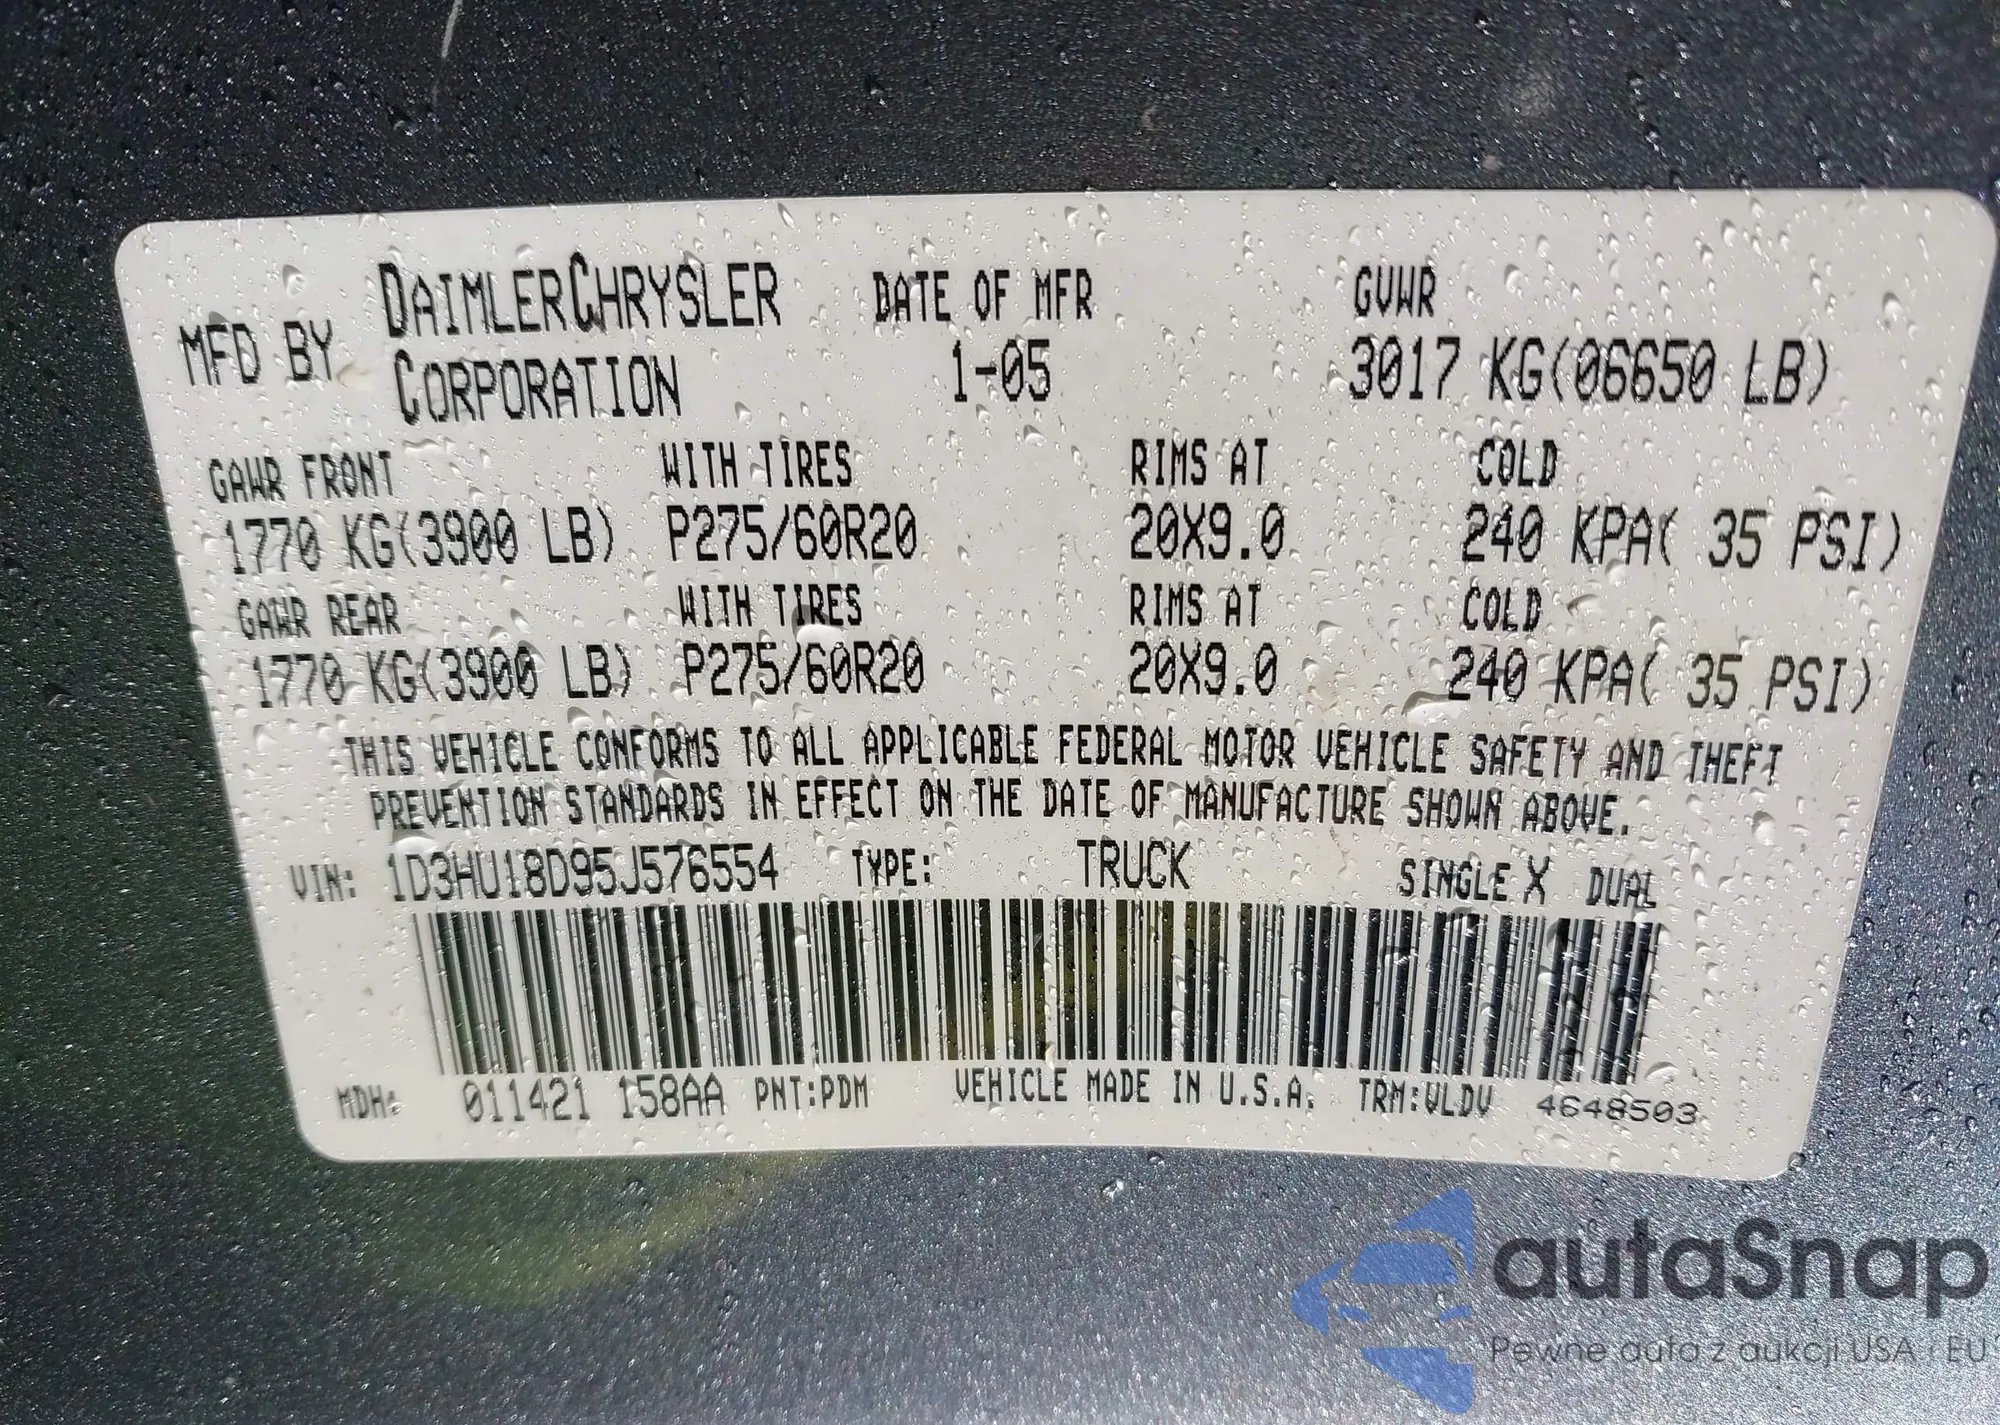 MFD BY DAIMLERCHRYSLER CORPORATION DATE OF MFR 1-05 GVWR 3017 KG(06650 LB)
GAWR FRONT WITH TIRES RIMS AT COLD
1770 KG(3900 LB) P275/60R20 20X9.0 240 KPA( 35 PSI)
GAWR REAR WITH TIRES RIMS AT COLD
1770 KG(3900 LB) P275/60R20 20X9.0 240 KPA( 35 PSI)
THIS VEHICLE CONFORMS TO ALL APPLICABLE FEDERAL MOTOR VEHICLE SAFETY AND THEFT
PREVENTION STANDARDS IN EFFECT ON THE DATE OF MANUFACTURE SHOWN ABOVE.
VIN: 1D3HU18D95J576554 TYPE: TRUCK SINGLE X DUAL
MDH: 011421 158AA PNT:PDM VEHICLE MADE IN U.S.A. TRM:VLDV 4648503
autaSnap
Pewne auta z aukcji USA i EU